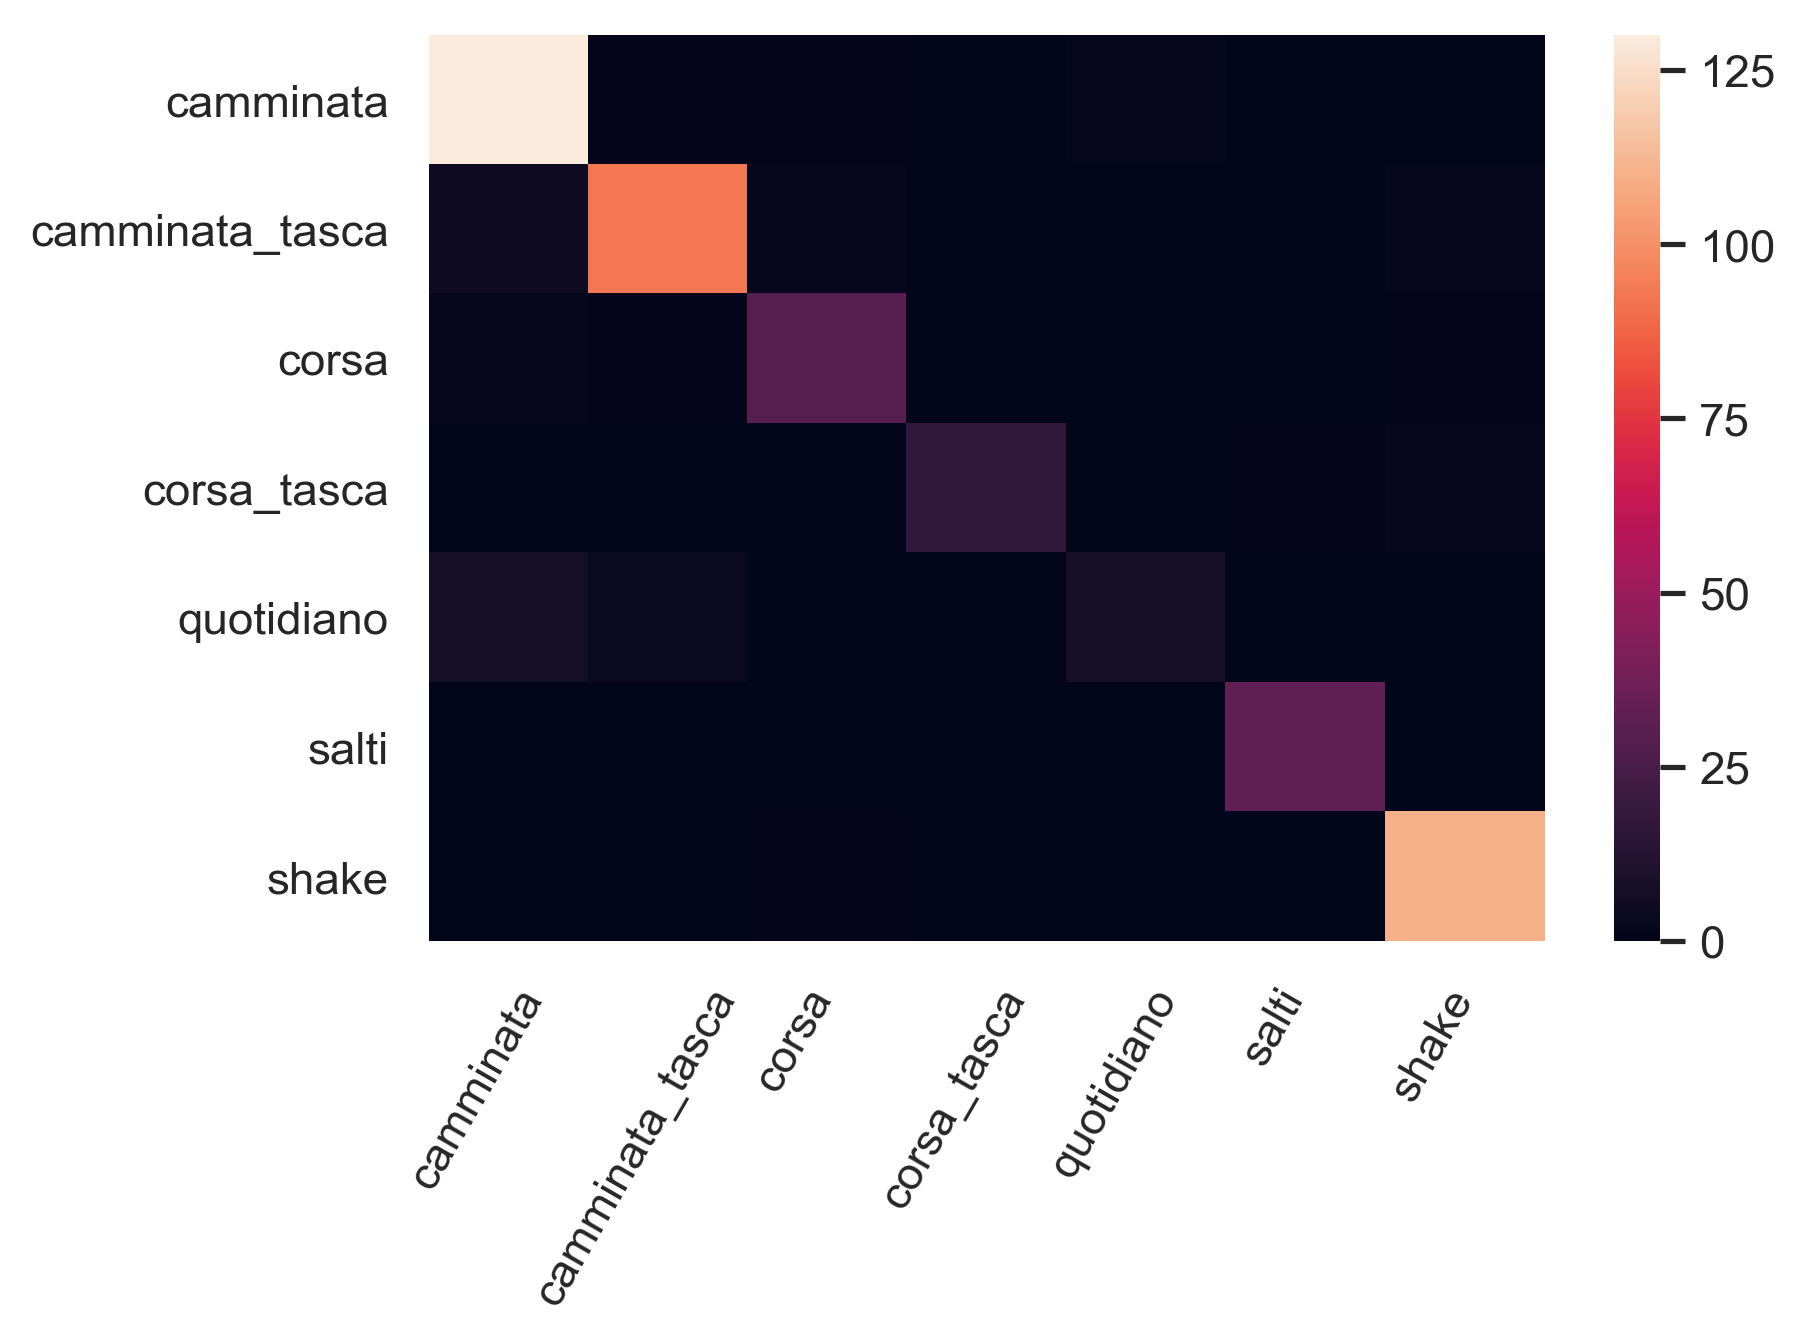 camminata
camminata_tasca
corsa
corsa_tasca
quotidiano
salti
shake
camminata
camminata_tasca
corsa
corsa_tasca
quotidiano
salti
shake
125
100
75
50
25
0